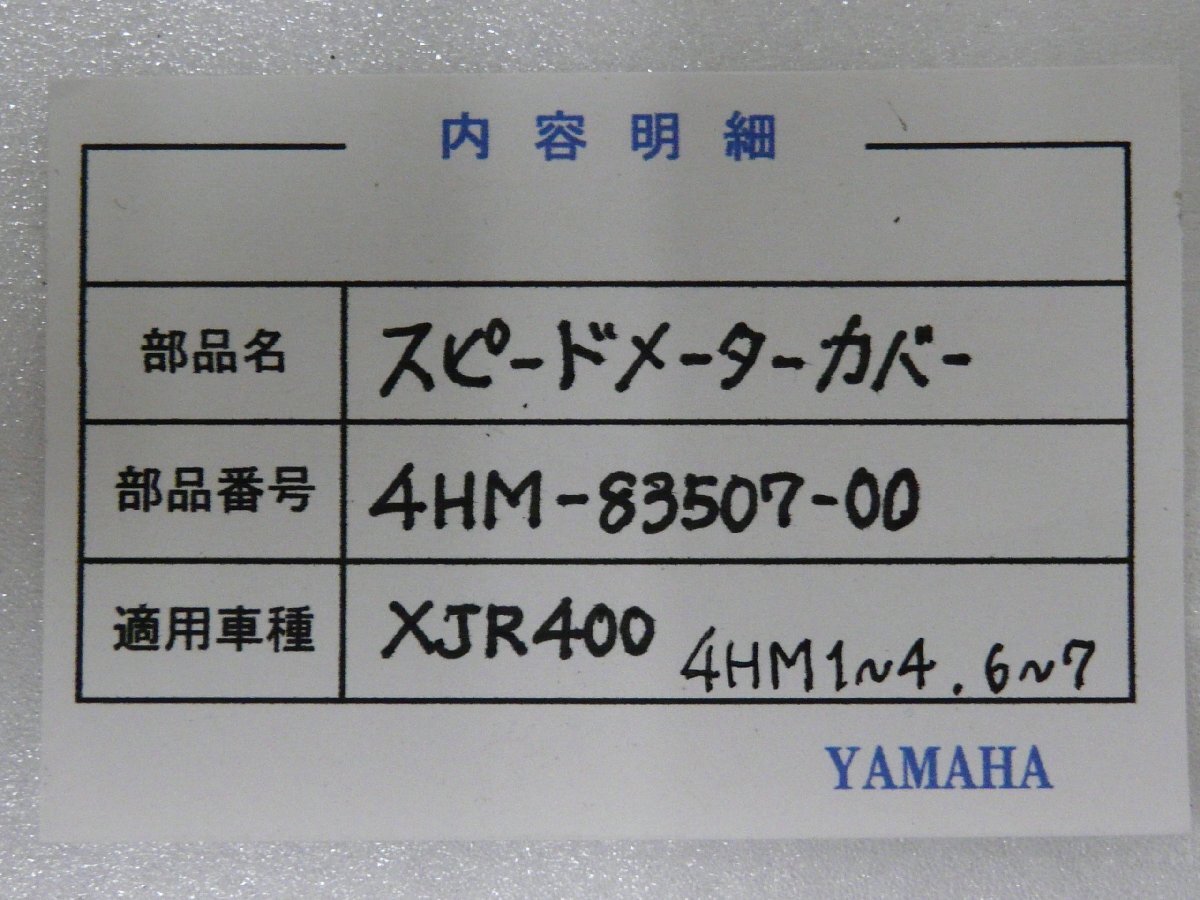 内容明細
部品名 スピードメーターカバー
部品番号 4HM-83507-00
適用車種 XJR400 4HM1~4. 6~7
YAMAHA